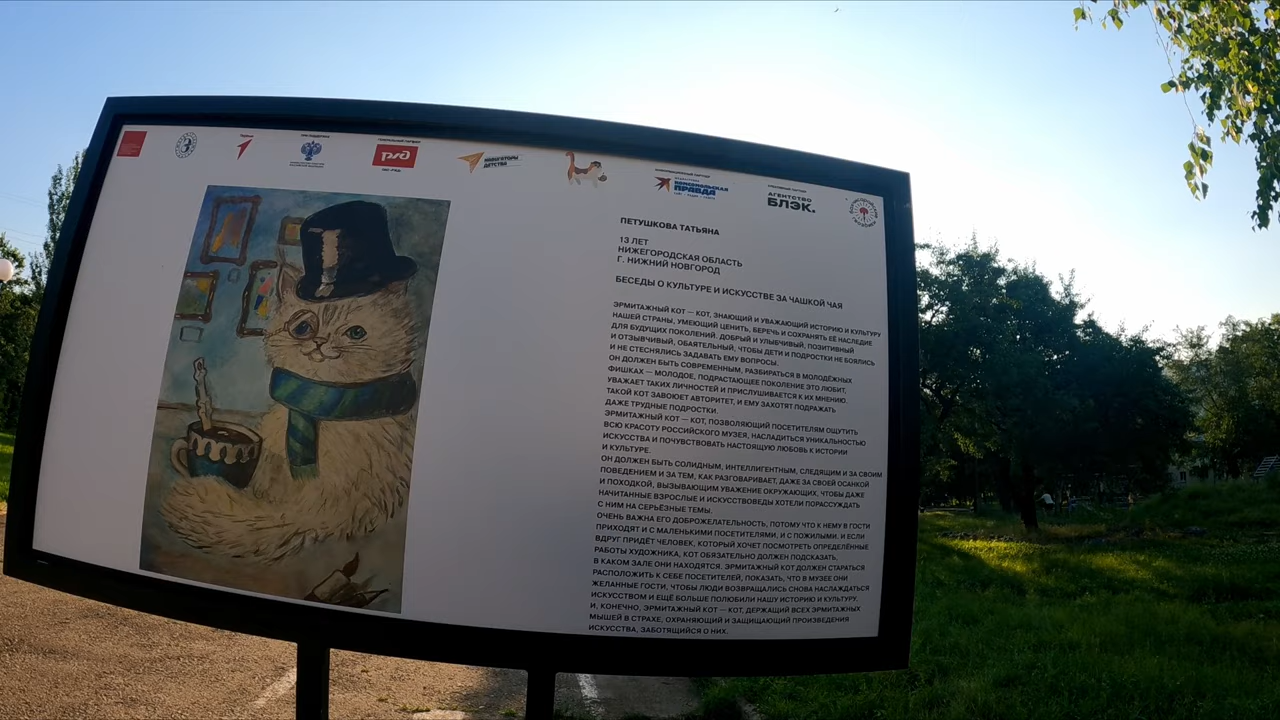 ПРИ ПОДДЕРЖКЕ
ГЕНЕРАЛЬНЫЙ ПАРТНЕР
РЖД
НАВИГАТОРЫ
ДЕТСТВА
КОМСОМОЛЬСКАЯ
ПРАВДА
АГЕНТСТВО
БЛЭК.
ПЕТУШКОВА ТАТЬЯНА
13 ЛЕТ
НИЖЕГОРОДСКАЯ ОБЛАСТЬ
Г. НИЖНИЙ НОВГОРОД
БЕСЕДЫ О КУЛЬТУРЕ И ИСКУССТВЕ ЗА ЧАШКОЙ ЧАЯ
ЭРМИТАЖНЫЙ КОТ — КОТ, ЗНАЮЩИЙ И УВАЖАЮЩИЙ ИСТОРИЮ И КУЛЬТУРУ
НАШЕЙ СТРАНЫ, УМЕЮЩИЙ ЦЕНИТЬ, БЕРЕЧЬ И СОХРАНЯТЬ ЕЁ НАСЛЕДИЕ
ДЛЯ БУДУЩИХ ПОКОЛЕНИЙ. ДОБРЫЙ И УЛЫБЧИВЫЙ, ПОЗИТИВНЫЙ
И ОТЗЫВЧИВЫЙ, ОБАЯТЕЛЬНЫЙ, ЧТОБЫ ДЕТИ И ПОДРОСТКИ НЕ БОЯЛИСЬ
И НЕ СТЕСНЯЛИСЬ ЗАДАВАТЬ ЕМУ ВОПРОСЫ.
ОН ДОЛЖЕН БЫТЬ СОВРЕМЕННЫМ, РАЗБИРАТЬСЯ В МОЛОДЁЖНЫХ
ФИШКАХ — МОЛОДОЕ, ПОДРАСТАЮЩЕЕ ПОКОЛЕНИЕ ЭТО ЛЮБИТ,
УВАЖАЕТ ТАКИХ ЛИЧНОСТЕЙ И ПРИСЛУШИВАЕТСЯ К ИХ МНЕНИЮ.
ТАКОЙ КОТ ЗАВОЮЕТ АВТОРИТЕТ, И ЕМУ ЗАХОТЯТ ПОДРАЖАТЬ
ДАЖЕ ТРУДНЫЕ ПОДРОСТКИ.
ЭРМИТАЖНЫЙ КОТ — КОТ, ПОЗВОЛЯЮЩИЙ ПОСЕТИТЕЛЯМ ОЩУТИТЬ
ВСЮ КРАСОТУ РОССИЙСКОГО МУЗЕЯ, НАСЛАДИТЬСЯ УНИКАЛЬНОСТЬЮ
ИСКУССТВА И ПОЧУВСТВОВАТЬ НАСТОЯЩУЮ ЛЮБОВЬ К ИСТОРИИ
И КУЛЬТУРЕ.
ОН ДОЛЖЕН БЫТЬ СОЛИДНЫМ, ИНТЕЛЛИГЕНТНЫМ, СЛЕДЯЩИМ И ЗА СВОИМ
ПОВЕДЕНИЕМ И ЗА ТЕМ, КАК РАЗГОВАРИВАЕТ, ДАЖЕ ЗА СВОЕЙ ОСАНКОЙ
И ПОХОДКОЙ, ВЫЗЫВАЮЩИМ УВАЖЕНИЕ ОКРУЖАЮЩИХ, ЧТОБЫ ДАЖЕ
НАЧИТАННЫЕ ВЗРОСЛЫЕ И ИСКУССТВОВЕДЫ ХОТЕЛИ ПОРАССУЖДАТЬ
С НИМ НА СЕРЬЁЗНЫЕ ТЕМЫ.
ОЧЕНЬ ВАЖНА ЕГО ДОБРОЖЕЛАТЕЛЬНОСТЬ, ПОТОМУ ЧТО К НЕМУ В ГОСТИ
ПРИХОДЯТ И С МАЛЕНЬКИМИ ПОСЕТИТЕЛЯМИ, И С ПОЖИЛЫМИ. И ЕСЛИ
ВДРУГ ПРИДЁТ ЧЕЛОВЕК, КОТОРЫЙ ХОЧЕТ ПОСМОТРЕТЬ ОПРЕДЕЛЁННЫЕ
РАБОТЫ ХУДОЖНИКА, КОТ ОБЯЗАТЕЛЬНО ДОЛЖЕН ПОДСКАЗАТЬ,
В КАКОМ ЗАЛЕ ОНИ НАХОДЯТСЯ. ЭРМИТАЖНЫЙ КОТ ДОЛЖЕН СТАРАТЬСЯ
РАСПОЛОЖИТЬ К СЕБЕ ПОСЕТИТЕЛЕЙ, ПОКАЗАТЬ, ЧТО В МУЗЕЕ ОНИ
ЖЕЛАННЫЕ ГОСТИ, ЧТОБЫ ЛЮДИ ВОЗВРАЩАЛИСЬ СНОВА НАСЛАЖДАТЬСЯ
ИСКУССТВОМ И ЕЩЁ БОЛЬШЕ ПОЛЮБИЛИ НАШУ ИСТОРИЮ И КУЛЬТУРУ.
И, КОНЕЧНО, ЭРМИТАЖНЫЙ КОТ — КОТ, ДЕРЖАЩИЙ ВСЕХ ЭРМИТАЖНЫХ
МЫШЕЙ В СТРАХЕ, ОХРАНЯЮЩИЙ И ЗАЩИЩАЮЩИЙ ПРОИЗВЕДЕНИЯ
ИСКУССТВА, ЗАБОТЯЩИЙСЯ О НИХ.